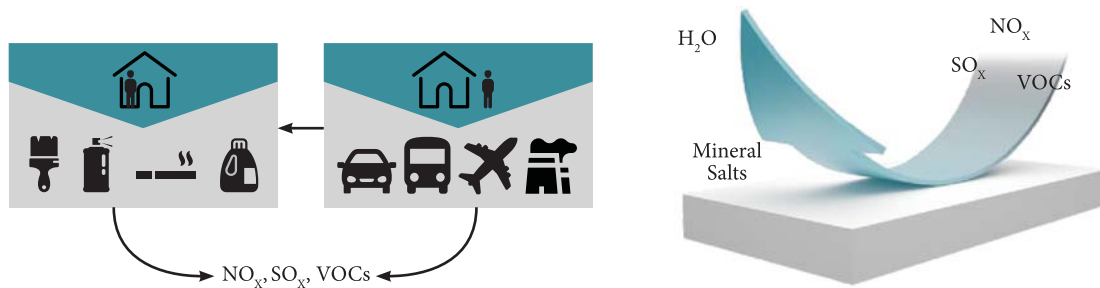 NOₓ, SOₓ, VOCs
H₂O
NOₓ
SOₓ
VOCs
Mineral
Salts